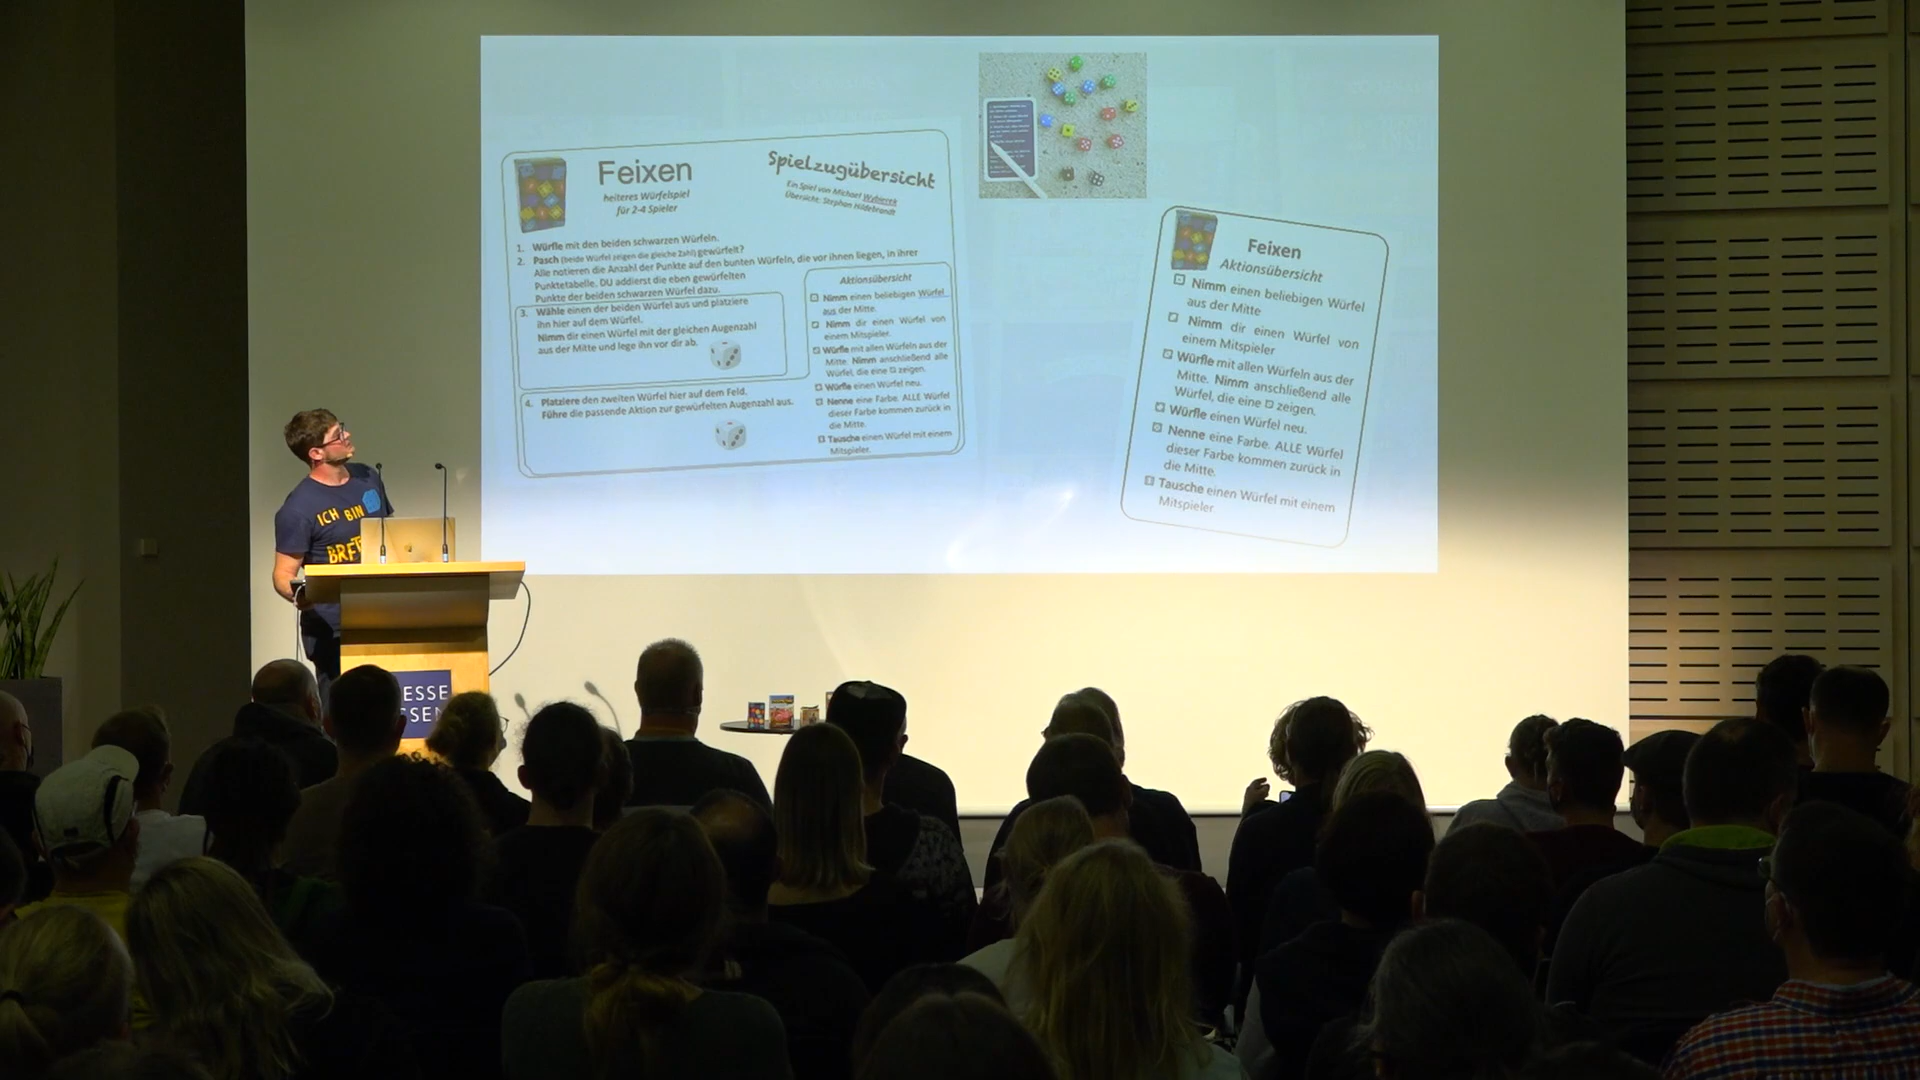 Feixen
heiteres Würfelspiel
für 2-4 Spieler
Spielzugübersicht
Ein Spiel von Michael Wybierek
Übersicht: Stephan Hildebrandt
1. Würfle mit den beiden schwarzen Würfeln.
2. Pasch (beide Würfel zeigen die gleiche Zahl) gewürfelt?
Alle notieren die Anzahl der Punkte auf den bunten Würfeln, die vor ihnen liegen, in ihrer
Punktetabelle. DU addierst die eben gewürfelten
Punkte der beiden schwarzen Würfel dazu.
3. Wähle einen der beiden Würfel aus und platziere
ihn hier auf dem Würfel.
Nimm dir einen Würfel mit der gleichen Augenzahl
aus der Mitte und lege ihn vor dir ab.
4. Platziere den zweiten Würfel hier auf dem Feld.
Führe die passende Aktion zur gewürfelten Augenzahl aus.
Aktionsübersicht
⚀ Nimm einen beliebigen Würfel
aus der Mitte.
⚁ Nimm dir einen Würfel von
einem Mitspieler.
⚂ Würfle mit allen Würfeln aus der
Mitte. Nimm anschließend alle
Würfel, die eine ⚂ zeigen.
⚃ Würfle einen Würfel neu.
⚄ Nenne eine Farbe. ALLE Würfel
dieser Farbe kommen zurück in
die Mitte.
⚅ Tausche einen Würfel mit einem
Mitspieler.
Feixen
Aktionsübersicht
⚀ Nimm einen beliebigen Würfel
aus der Mitte
⚁ Nimm dir einen Würfel von
einem Mitspieler
⚂ Würfle mit allen Würfeln aus der
Mitte. Nimm anschließend alle
Würfel, die eine ⚂ zeigen.
⚃ Würfle einen Würfel neu.
⚄ Nenne eine Farbe. ALLE Würfel
dieser Farbe kommen zurück in
die Mitte.
⚅ Tausche einen Würfel mit einem
Mitspieler
ICH BIN
BRET
ESSE
SSEN